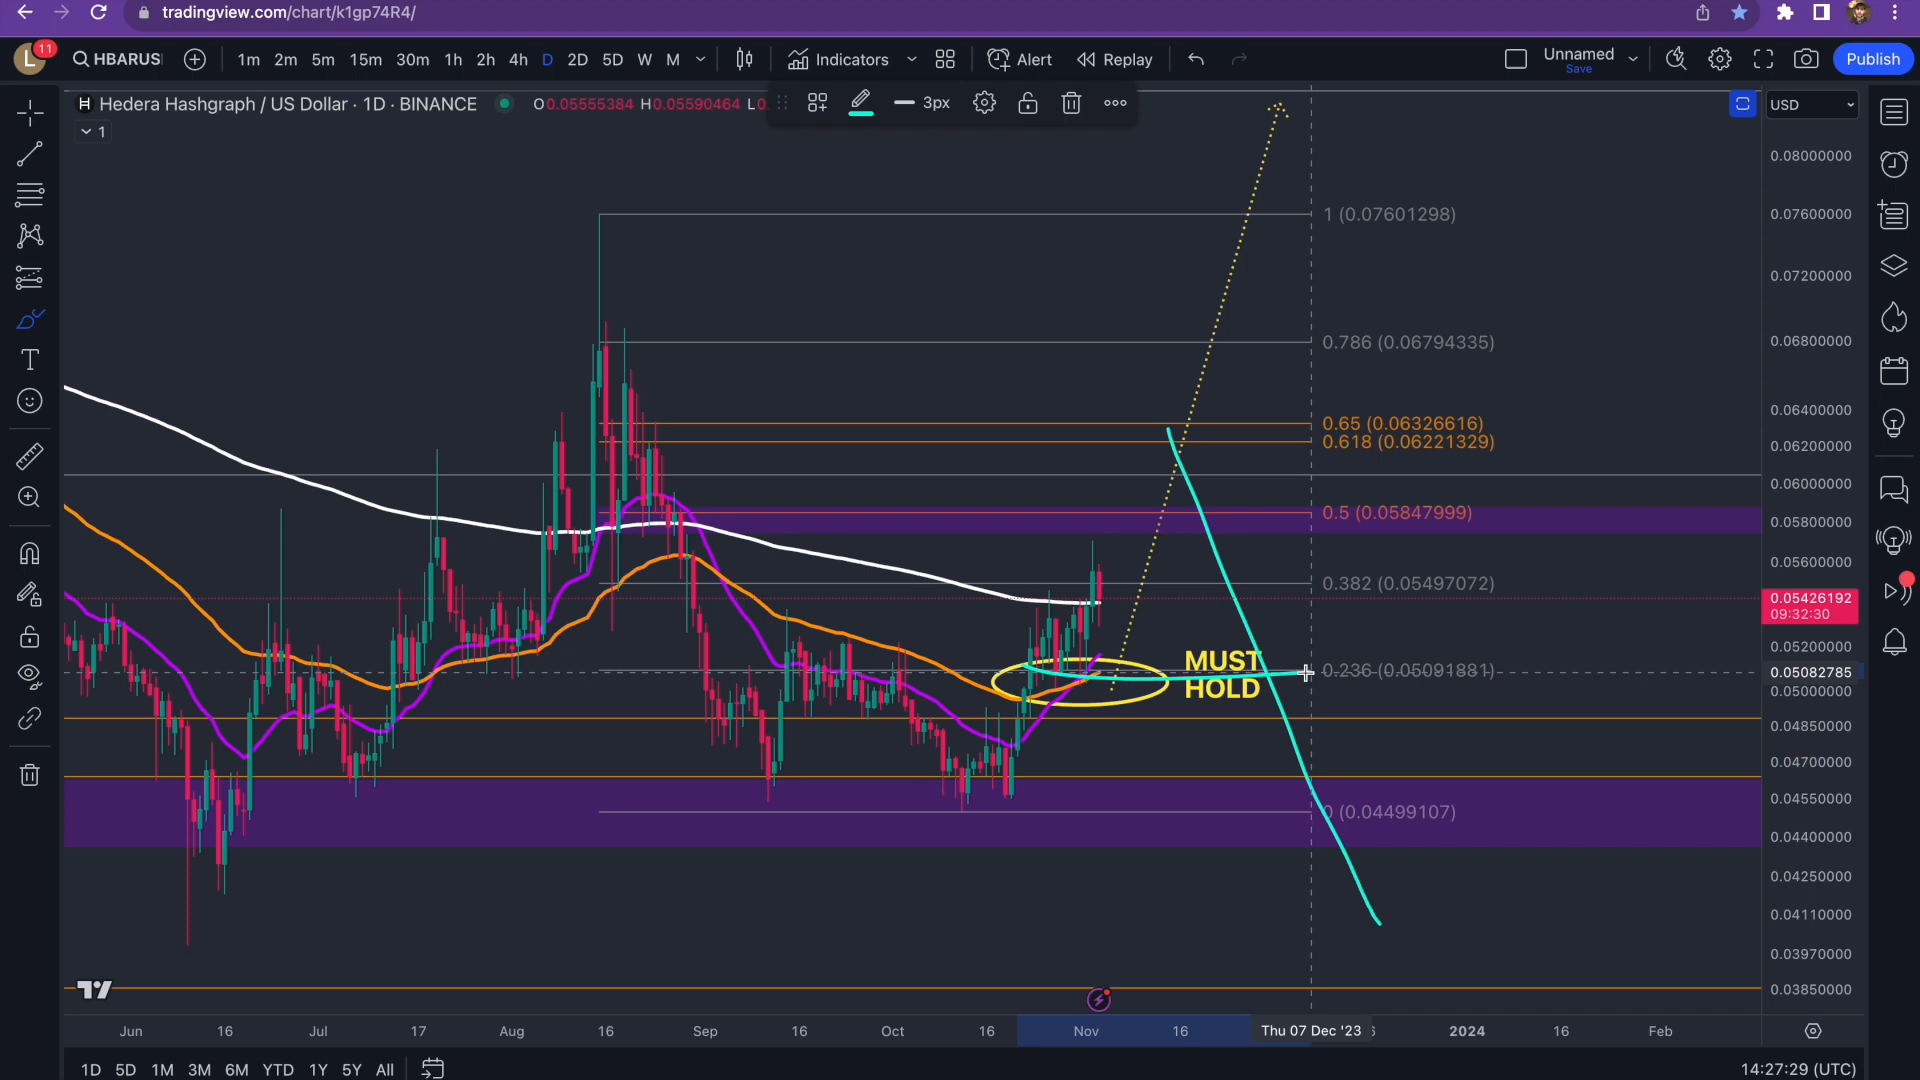 tradingview.com/chart/k1gp74R4/
L 11 HBARUS 1m 2m 5m 15m 30m 1h 2h 4h D 2D 5D W M Indicators Alert Replay Unnamed Save Publish
H Hedera Hashgraph / US Dollar · 1D · BINANCE O0.05555384 H0.05590464 L0. 3px USD
1
0.08000000
1 (0.07601298) 0.07600000
0.07200000
0.786 (0.06794335) 0.06800000
0.06400000
0.65 (0.06326616)
0.618 (0.06221329) 0.06200000
0.06000000
0.5 (0.05847999) 0.05800000
0.05600000
0.382 (0.05497072)
0.05426192
09:32:30
0.05200000
MUST
HOLD
0.236 (0.05091881) 0.05082785
0.05000000
0.04850000
0.04700000
0.04550000
0 (0.04499107)
0.04400000
0.04250000
0.04110000
0.03970000
0.03850000
Jun 16 Jul 17 Aug 16 Sep 16 Oct 16 Nov 16 Thu 07 Dec '23 6 2024 16 Feb
1D 5D 1M 3M 6M YTD 1Y 5Y All 14:27:29 (UTC)